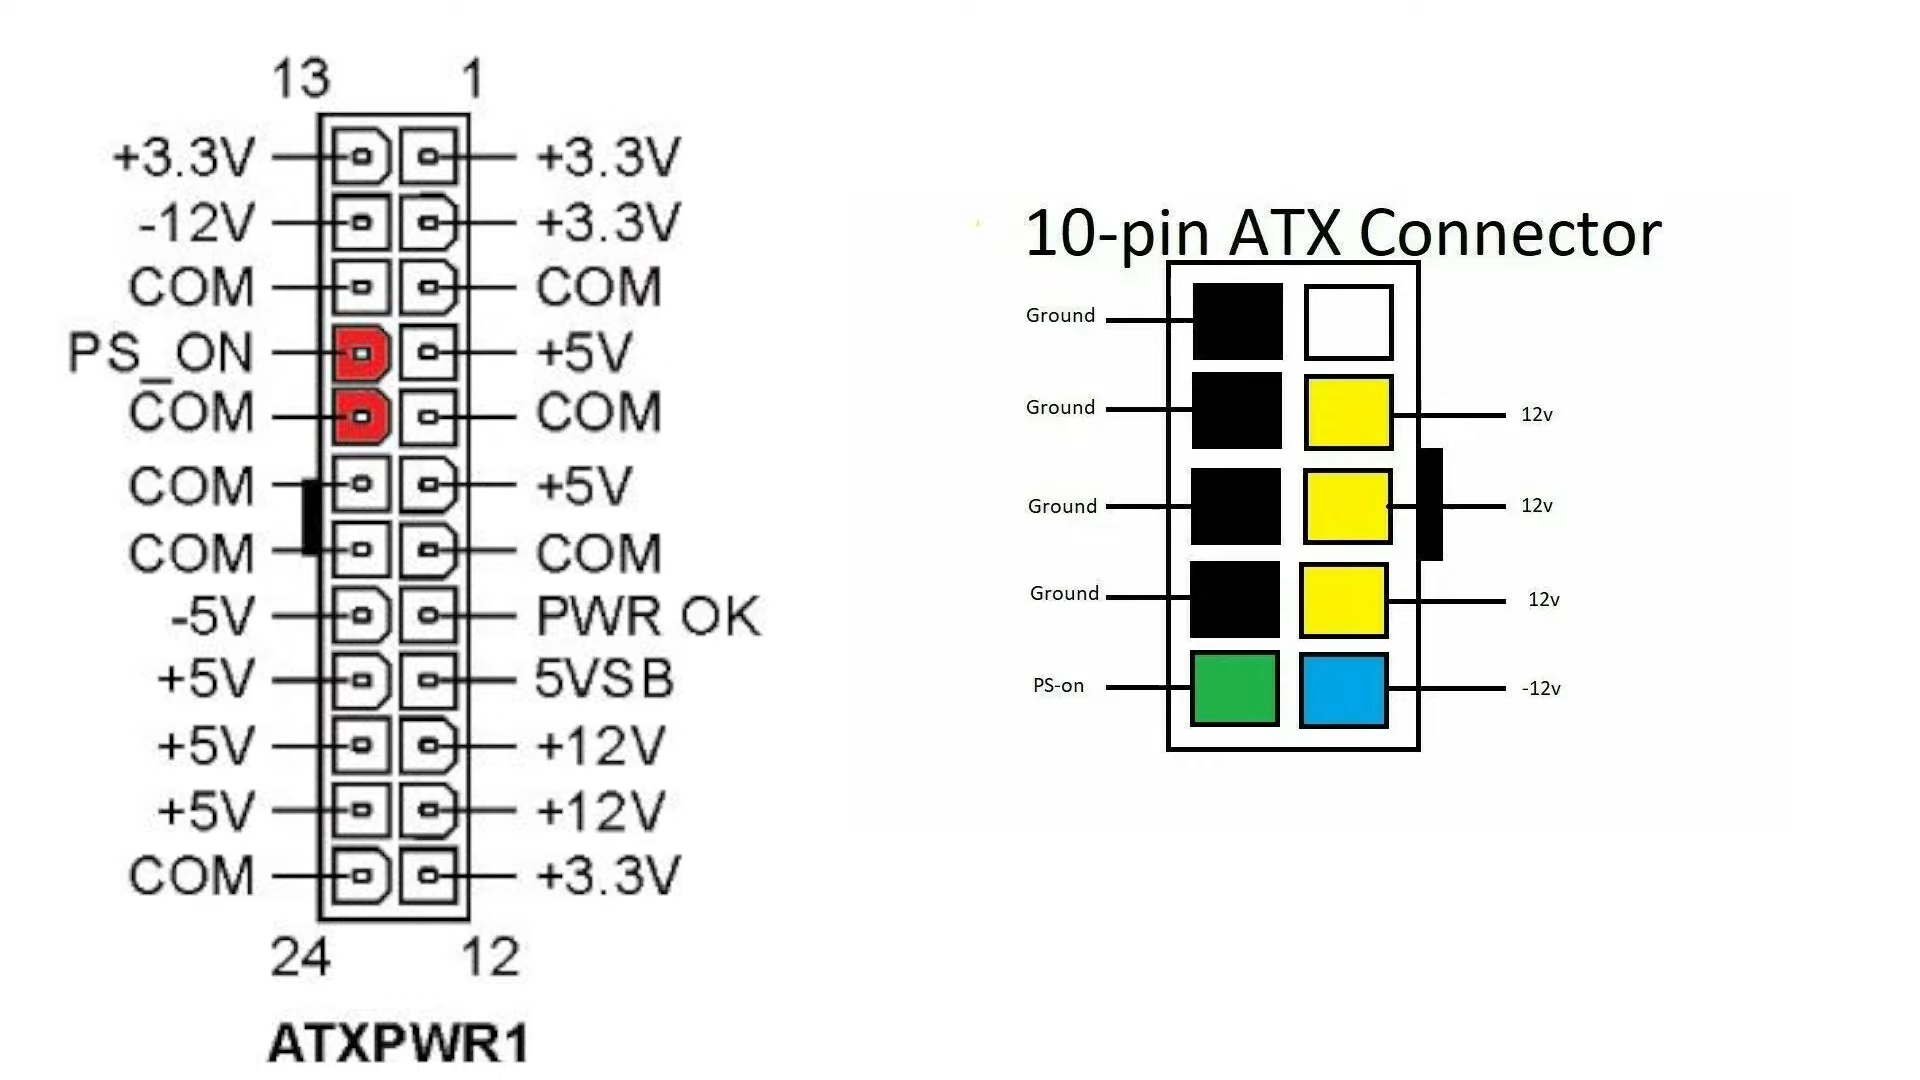 13 1
+3.3V +3.3V
-12V +3.3V
COM COM
PS_ON +5V
COM COM
COM +5V
COM COM
-5V PWR OK
+5V 5VSB
+5V +12V
+5V +12V
COM +3.3V
24 12
ATXPWR1
10-pin ATX Connector
Ground
Ground 12v
Ground 12v
Ground 12v
PS-on -12v